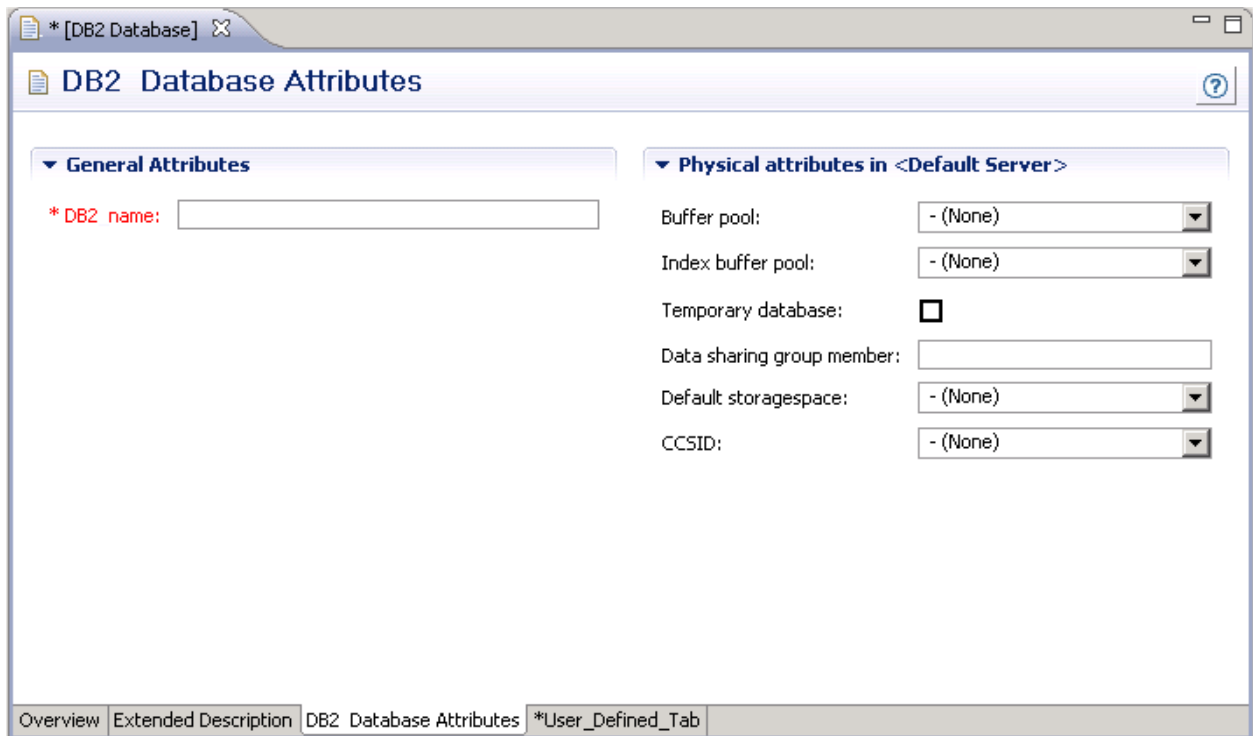 * [DB2 Database]
DB2 Database Attributes
General Attributes
* DB2 name:
Physical attributes in <Default Server>
Buffer pool: - (None)
Index buffer pool: - (None)
Temporary database:
Data sharing group member:
Default storagespace: - (None)
CCSID: - (None)
Overview Extended Description DB2 Database Attributes *User_Defined_Tab